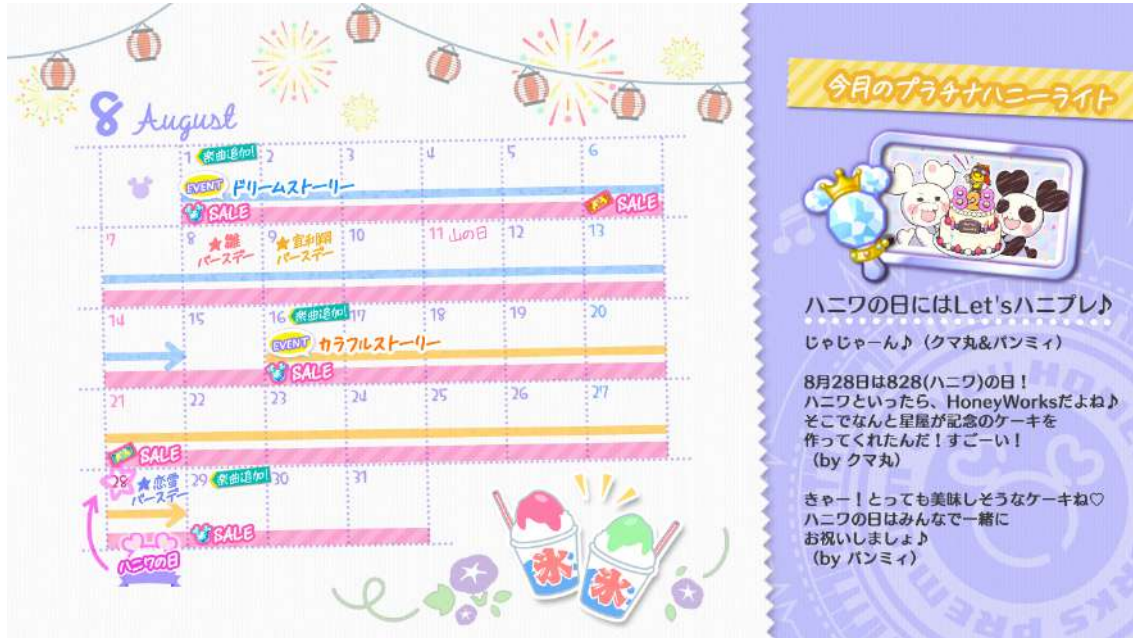 8 August
1 楽曲追加! 2 3 4 5 6
EVENT ドリームストーリー
SALE
SALE
7 8 ★雛バースデー 9 ★宜利翔バースデー 10 11 山の日 12 13
14 15 16 楽曲追加! 17 18 19 20
EVENT カラフルストーリー
SALE
21 22 23 24 25 26 27
SALE
28 ★恋雪バースデー 29 楽曲追加! 30 31
SALE
ハニワの日
氷 氷
今月のプラチナハニーライト
828
ハニワの日にはLet'sハニプレ♪
じゃじゃーん♪（クマ丸&パンミィ）
8月28日は828(ハニワ)の日！
ハニワといったら、HoneyWorksだよね♪
そこでなんと星屋が記念のケーキを
作ってくれたんだ！すごーい！
（by クマ丸）
きゃー！とっても美味しそうなケーキね♡
ハニワの日はみんなで一緒に
お祝いしましょ♪
（by パンミィ）